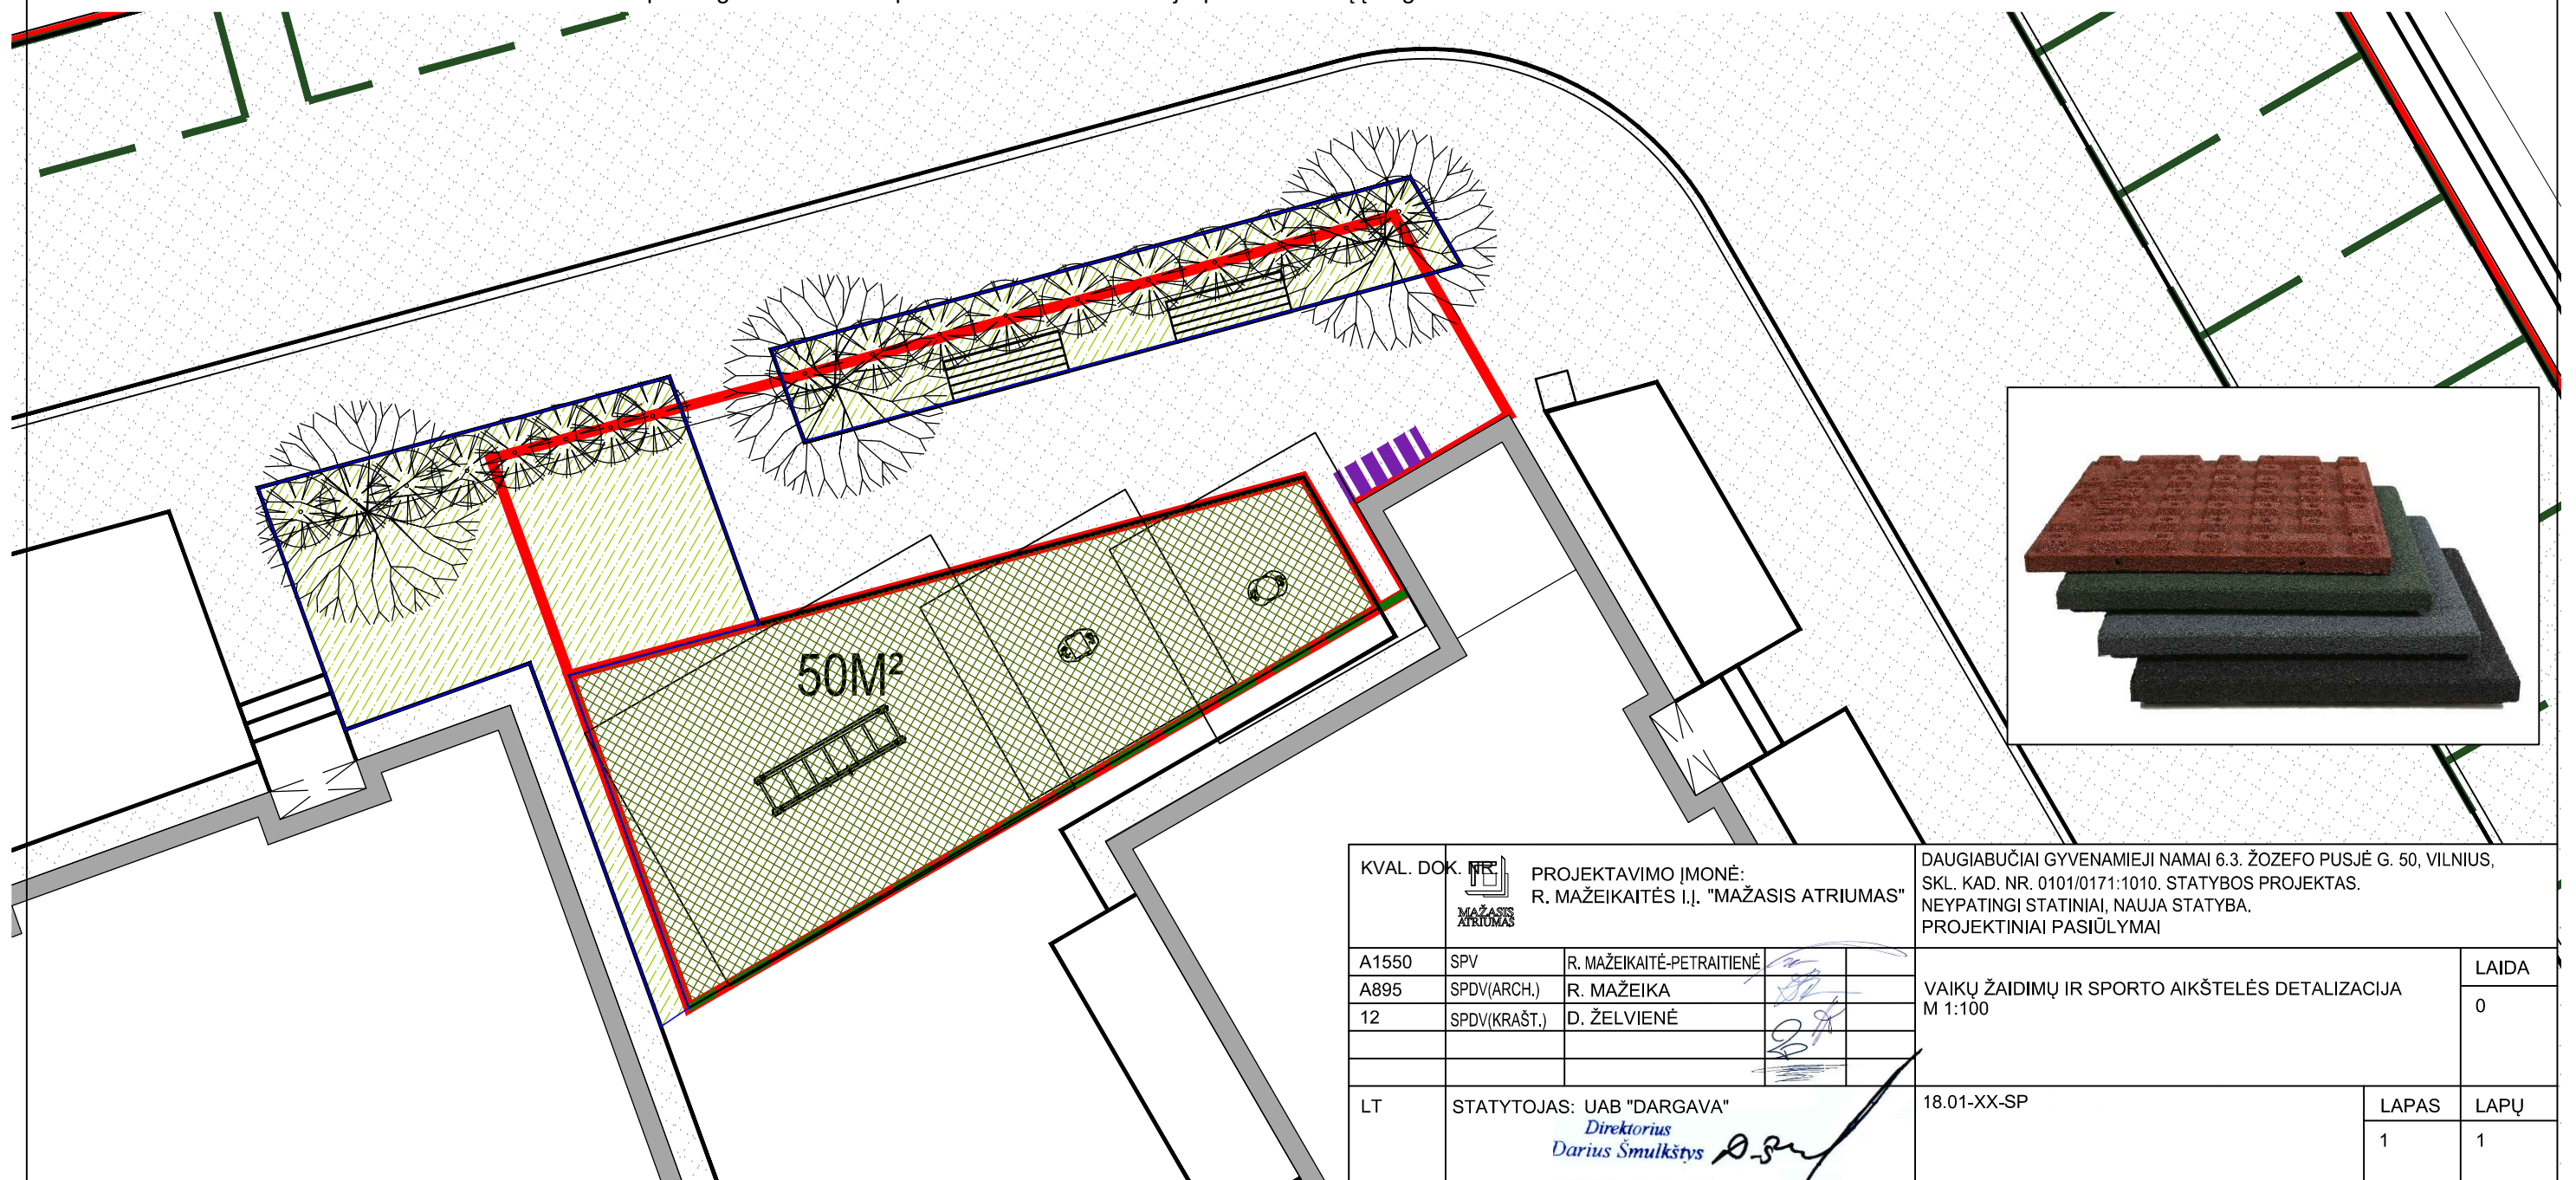 50M²
KVAL. DOK. NR.
MAŽASIS
ATRIUMAS
PROJEKTAVIMO ĮMONĖ:
R. MAŽEIKAITĖS I.Į. "MAŽASIS ATRIUMAS"
DAUGIABUČIAI GYVENAMIEJI NAMAI 6.3. ŽOZEFO PUSJĖ G. 50, VILNIUS,
SKL. KAD. NR. 0101/0171:1010. STATYBOS PROJEKTAS.
NEYPATINGI STATINIAI, NAUJA STATYBA.
PROJEKTINIAI PASIŪLYMAI
A1550 SPV R. MAŽEIKAITĖ-PETRAITIENĖ
A895 SPDV(ARCH.) R. MAŽEIKA
12 SPDV(KRAŠT.) D. ŽELVIENĖ
VAIKŲ ŽAIDIMŲ IR SPORTO AIKŠTELĖS DETALIZACIJA
M 1:100
LAIDA
0
LT
STATYTOJAS: UAB "DARGAVA"
Direktorius
Darius Šmulkštys
18.01-XX-SP
LAPAS LAPŲ
1 1